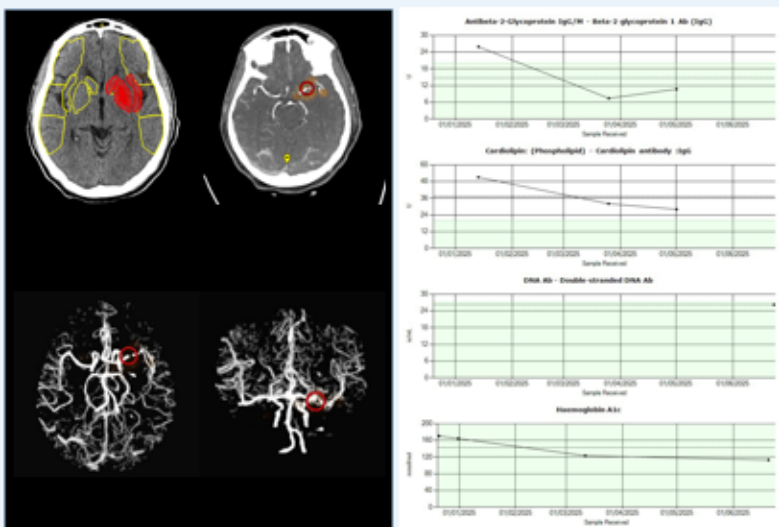 Antibeta-2-Glycoprotein IgG/M - Beta-2 glycoprotein 1 Ab (IgG)
30
24
18
12
6
0
U
01/01/2025 01/02/2025 01/03/2025 01/04/2025 01/05/2025 01/06/2025
Sample Received
Cardiolipin: (Phospholipid) - Cardiolipin antibody :IgG
60
48
36
24
12
0
U
01/01/2025 01/02/2025 01/03/2025 01/04/2025 01/05/2025 01/06/2025
Sample Received
DNA Ab - Double-stranded DNA Ab
30
24
18
12
6
0
01/01/2025 01/02/2025 01/03/2025 01/04/2025 01/05/2025 01/06/2025
Sample Received
Haemoglobin A1c
200
160
120
80
40
0
01/01/2025 01/02/2025 01/03/2025 01/04/2025 01/05/2025 01/06/2025
Sample Received